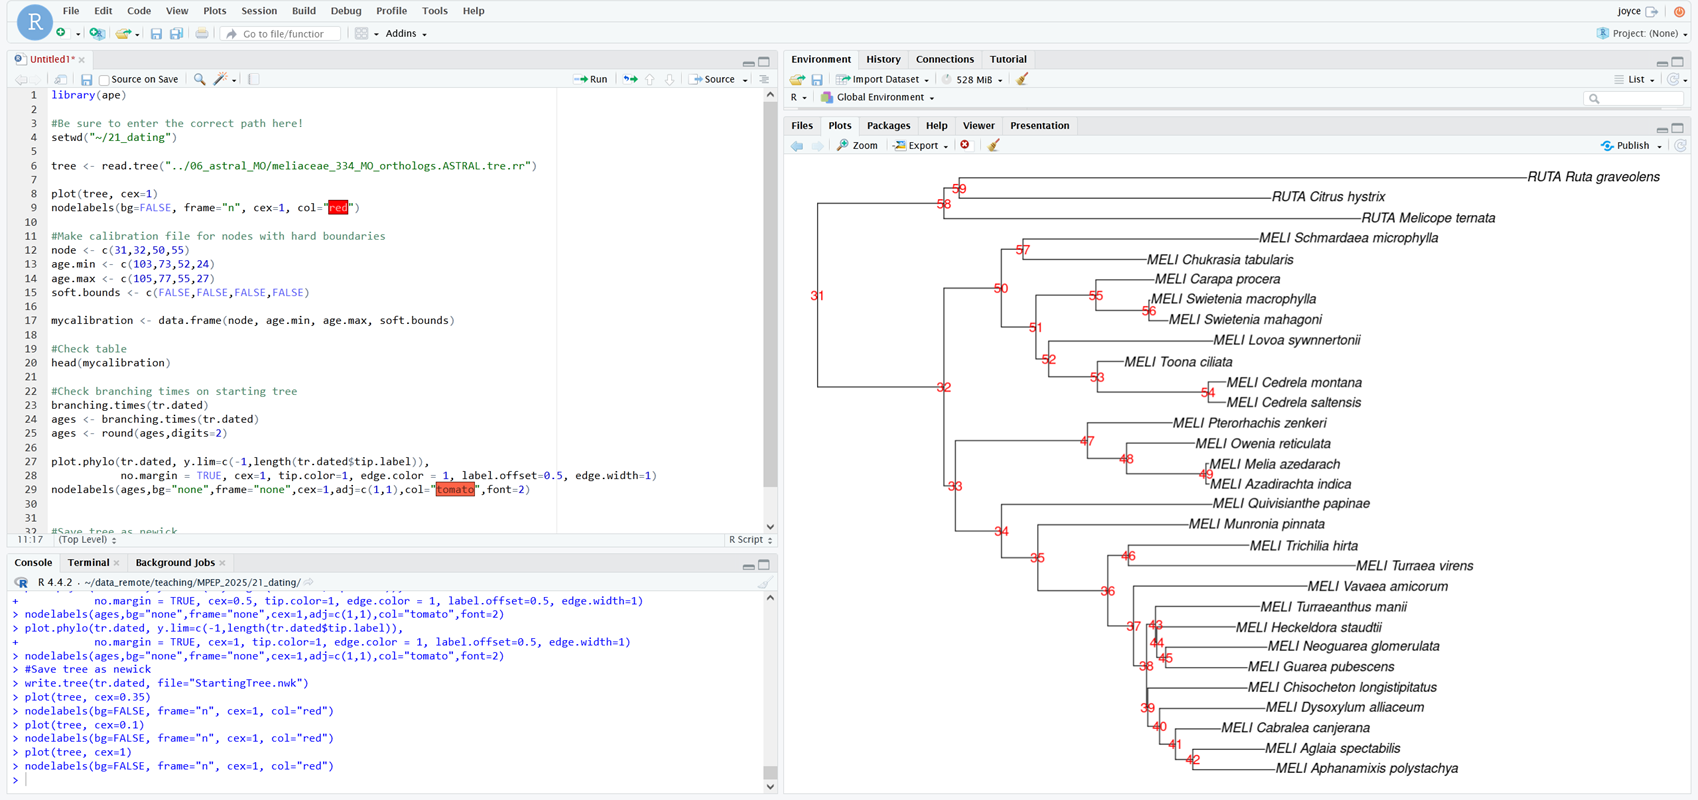 File Edit Code View Plots Session Build Debug Profile Tools Help
joyce
Go to file/function
Addins
Project: (None)
Untitled1*
Source on Save
Run
Source
1 library(ape)
2
3 #Be sure to enter the correct path here!
4 setwd("~/21_dating")
5
6 tree <- read.tree("../06_astral_MO/meliaceae_334_MO_orthologs.ASTRAL.tre.rr")
7
8 plot(tree, cex=1)
9 nodelabels(bg=FALSE, frame="n", cex=1, col="red")
10
11 #Make calibration file for nodes with hard boundaries
12 node <- c(31,32,50,55)
13 age.min <- c(103,73,52,24)
14 age.max <- c(105,77,55,27)
15 soft.bounds <- c(FALSE,FALSE,FALSE,FALSE)
16
17 mycalibration <- data.frame(node, age.min, age.max, soft.bounds)
18
19 #Check table
20 head(mycalibration)
21
22 #Check branching times on starting tree
23 branching.times(tr.dated)
24 ages <- branching.times(tr.dated)
25 ages <- round(ages,digits=2)
26
27 plot.phylo(tr.dated, y.lim=c(-1,length(tr.dated$tip.label)),
28 no.margin = TRUE, cex=1, tip.color=1, edge.color = 1, label.offset=0.5, edge.width=1)
29 nodelabels(ages,bg="none",frame="none",cex=1,adj=c(1,1),col="tomato",font=2)
30
31
32 #Save tree as newick
11:17 (Top Level) R Script
Console Terminal Background Jobs
R 4.4.2 · ~/data_remote/teaching/MPEP_2025/21_dating/
+ no.margin = TRUE, cex=0.5, tip.color=1, edge.color = 1, label.offset=0.5, edge.width=1)
> nodelabels(ages,bg="none",frame="none",cex=1,adj=c(1,1),col="tomato",font=2)
> plot.phylo(tr.dated, y.lim=c(-1,length(tr.dated$tip.label)),
+ no.margin = TRUE, cex=1, tip.color=1, edge.color = 1, label.offset=0.5, edge.width=1)
> nodelabels(ages,bg="none",frame="none",cex=1,adj=c(1,1),col="tomato",font=2)
> #Save tree as newick
> write.tree(tr.dated, file="StartingTree.nwk")
> plot(tree, cex=0.35)
> nodelabels(bg=FALSE, frame="n", cex=1, col="red")
> plot(tree, cex=0.1)
> nodelabels(bg=FALSE, frame="n", cex=1, col="red")
> plot(tree, cex=1)
> nodelabels(bg=FALSE, frame="n", cex=1, col="red")
>
Environment History Connections Tutorial
Import Dataset 528 MiB List
R Global Environment
Files Plots Packages Help Viewer Presentation
Zoom Export Publish
RUTA Ruta graveolens
59
RUTA Citrus hystrix
58
RUTA Melicope ternata
MELI Schmardaea microphylla
57
MELI Chukrasia tabularis
MELI Carapa procera
50
31
55
MELI Swietenia macrophylla
56
MELI Swietenia mahagoni
51
MELI Lovoa sywnnertonii
52
MELI Toona ciliata
53
MELI Cedrela montana
32
54
MELI Cedrela saltensis
MELI Pterorhachis zenkeri
47
MELI Owenia reticulata
48
MELI Melia azedarach
49
MELI Azadirachta indica
33
MELI Quivisianthe papinae
MELI Munronia pinnata
34
MELI Trichilia hirta
46
35
MELI Turraea virens
MELI Vavaea amicorum
36
MELI Turraeanthus manii
37
43
MELI Heckeldora staudtii
44
MELI Neoguarea glomerulata
45
38
MELI Guarea pubescens
MELI Chisocheton longistipitatus
39
MELI Dysoxylum alliaceum
40
MELI Cabralea canjerana
41
MELI Aglaia spectabilis
42
MELI Aphanamixis polystachya